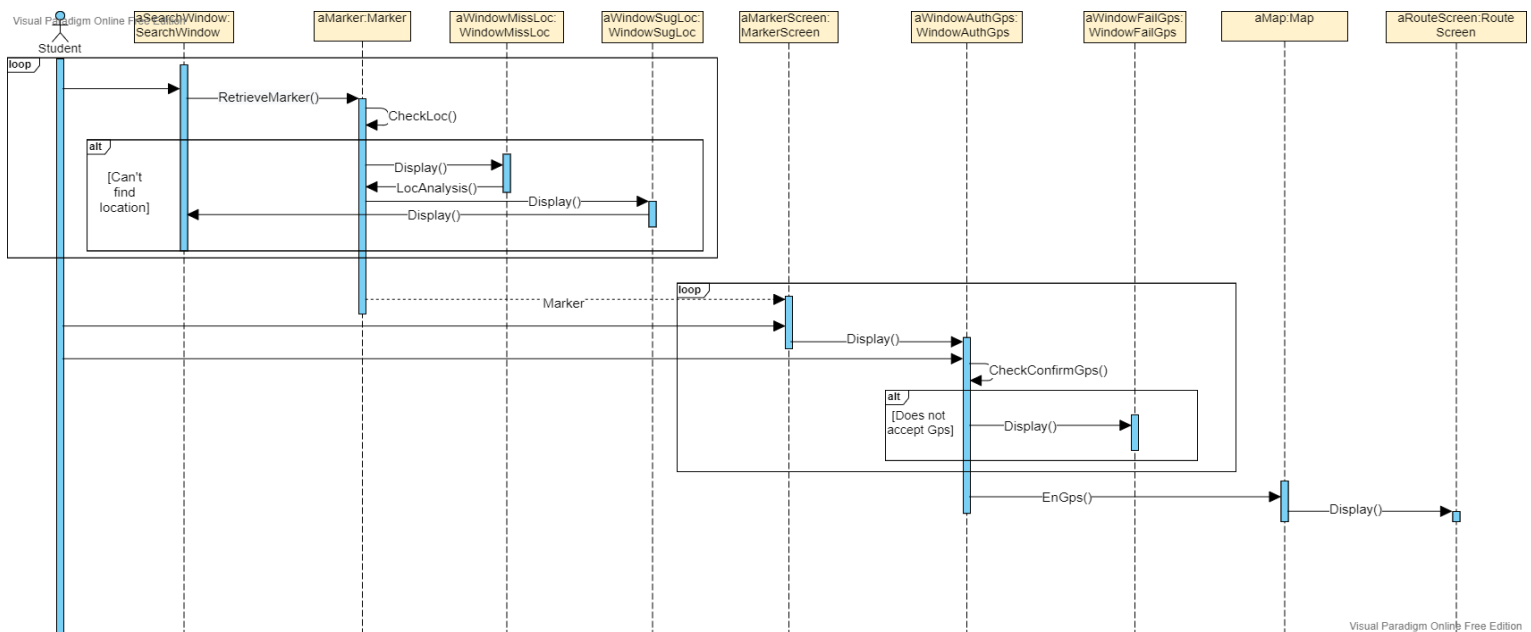 Visual Paradigm Online Free Edition
Student
aSearchWindow:
SearchWindow
aMarker:Marker
aWindowMissLoc:
WindowMissLoc
aWindowSugLoc:
WindowSugLoc
aMarkerScreen:
MarkerScreen
aWindowAuthGps:
WindowAuthGps
aWindowFailGps:
WindowFailGps
aMap:Map
aRouteScreen:Route
Screen
loop
RetrieveMarker()
CheckLoc()
alt
[Can't
find
location]
Display()
LocAnalysis()
Display()
Display()
loop
Marker
Display()
CheckConfirmGps()
alt
[Does not
accept Gps]
Display()
EnGps()
Display()
Visual Paradigm Online Free Edition